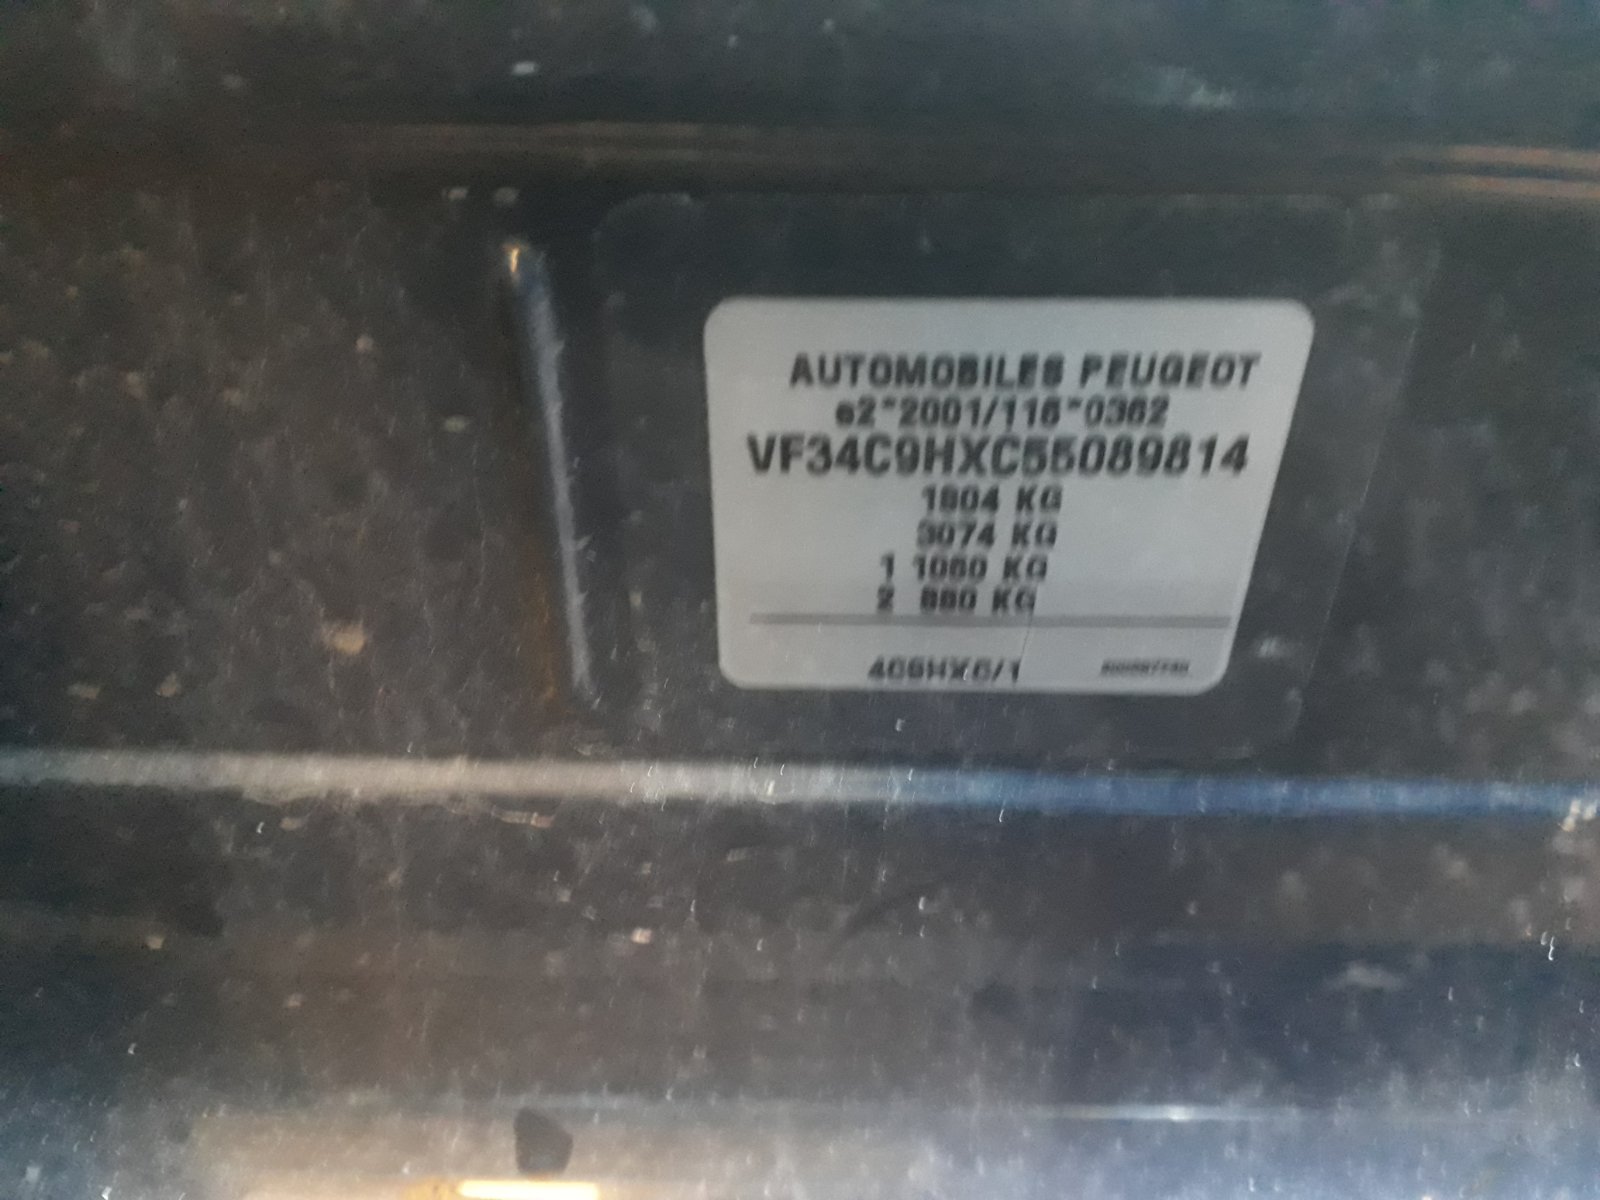 AUTOMOBILES PEUGEOT
e2*2001/116*0362
VF34C9HXC55089814
1804 KG
3074 KG
1 1060 KG
2 880 KG
4C9HXC/1